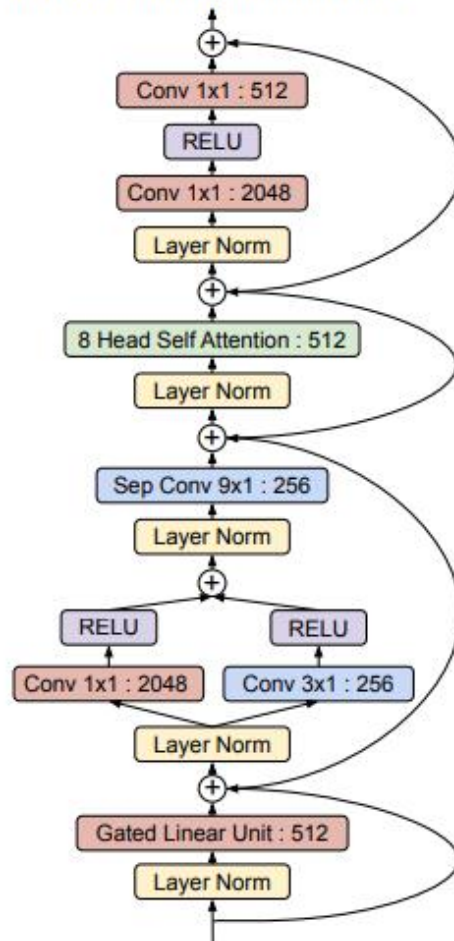 Conv 1x1 : 512
RELU
Conv 1x1 : 2048
Layer Norm
8 Head Self Attention : 512
Layer Norm
Sep Conv 9x1 : 256
Layer Norm
RELU RELU
Conv 1x1 : 2048 Conv 3x1 : 256
Layer Norm
Gated Linear Unit : 512
Layer Norm